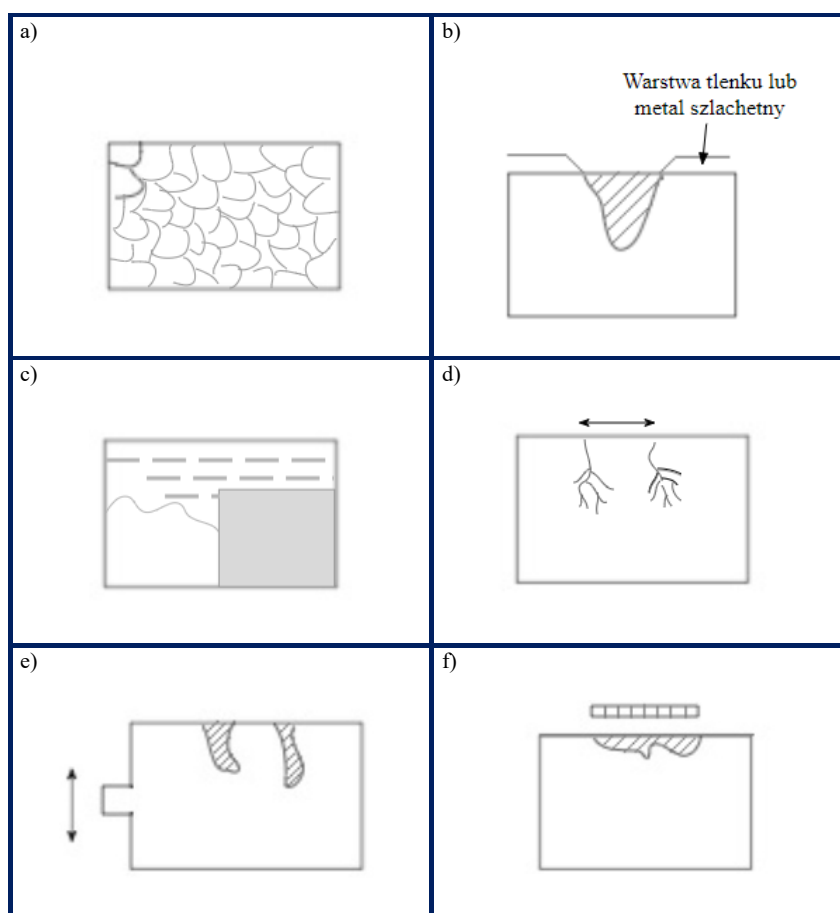 a)
b)
Warstwa tlenku lub
metal szlachetny
c)
d)
e)
f)